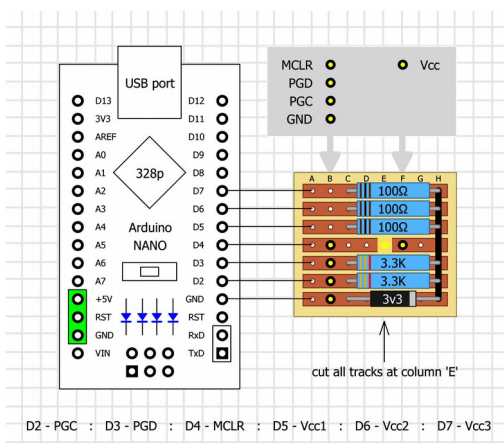 MCLR
Vcc
PGD
PGC
GND
USB port
D13
D12
3V3
D11
AREF
D10
A0
D9
A1
D8
328p
A2
D7
A3
D6
A4
Arduino
D5
A5
NANO
D4
A6
D3
A7
D2
+5V
GND
RST
RST
GND
RxD
VIN
TxD
A B C D E F G H
100Ω
100Ω
100Ω
3.3K
3.3K
3v3
cut all tracks at column 'E'
D2 - PGC : D3 - PGD : D4 - MCLR : D5 - Vcc1 : D6 - Vcc2 : D7 - Vcc3